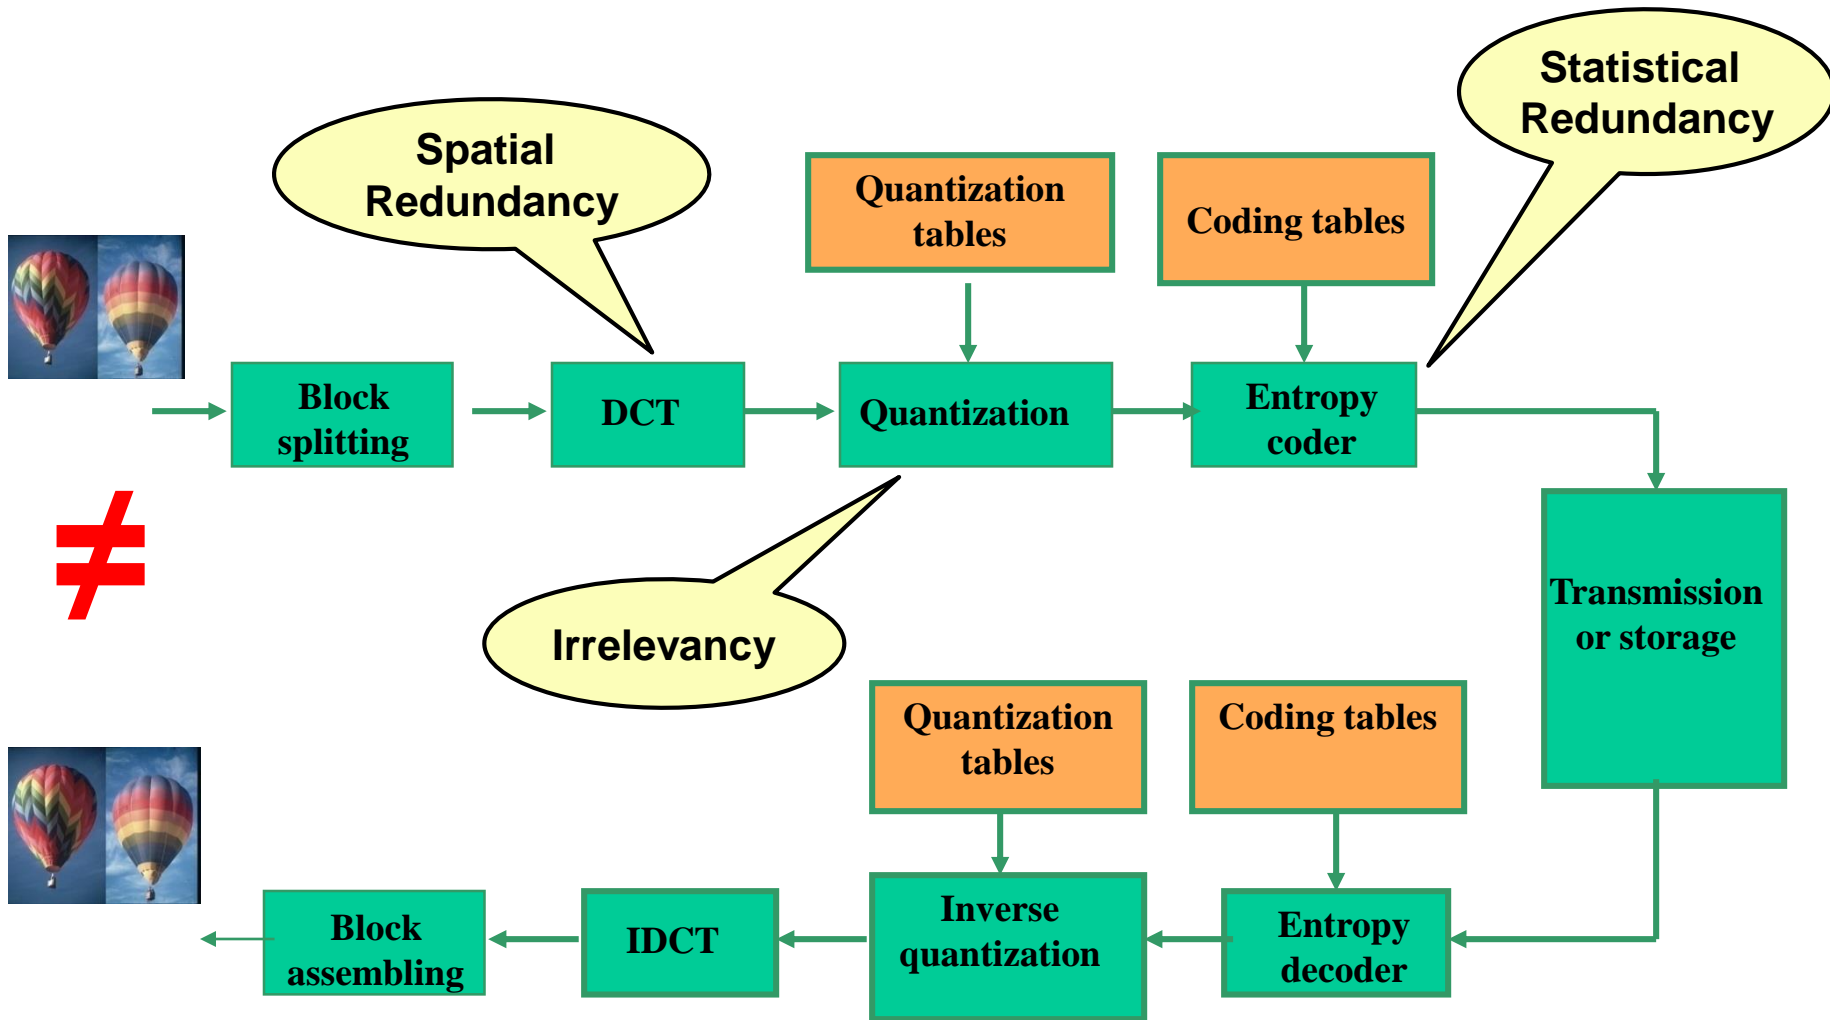 Statistical
Redundancy
Spatial
Redundancy
Quantization
tables
Coding tables
Block
splitting
DCT
Quantization
Entropy
coder
≠
Transmission
or storage
Irrelevancy
Quantization
tables
Coding tables
Block
assembling
IDCT
Inverse
quantization
Entropy
decoder